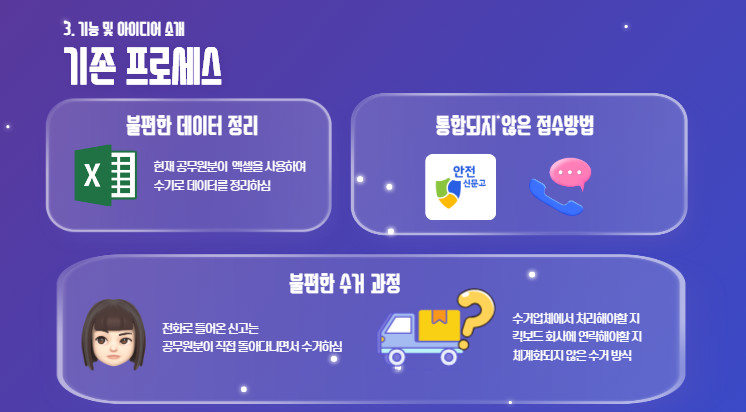 3. 기능 및 아이디어 소개
기존 프로세스
불편한 데이터 정리
X
현재 공무원분이 엑셀을 사용하여
수기로 데이터를 정리하심
통합되지 않은 접수방법
안전
신문고
불편한 수거 과정
전화로 들어온 신고는
공무원분이 직접 돌아다니면서 수거하심
?
수거업체에서 처리해야할 지
킥보드 회사에 연락해야할 지
체계화되지 않은 수거 방식